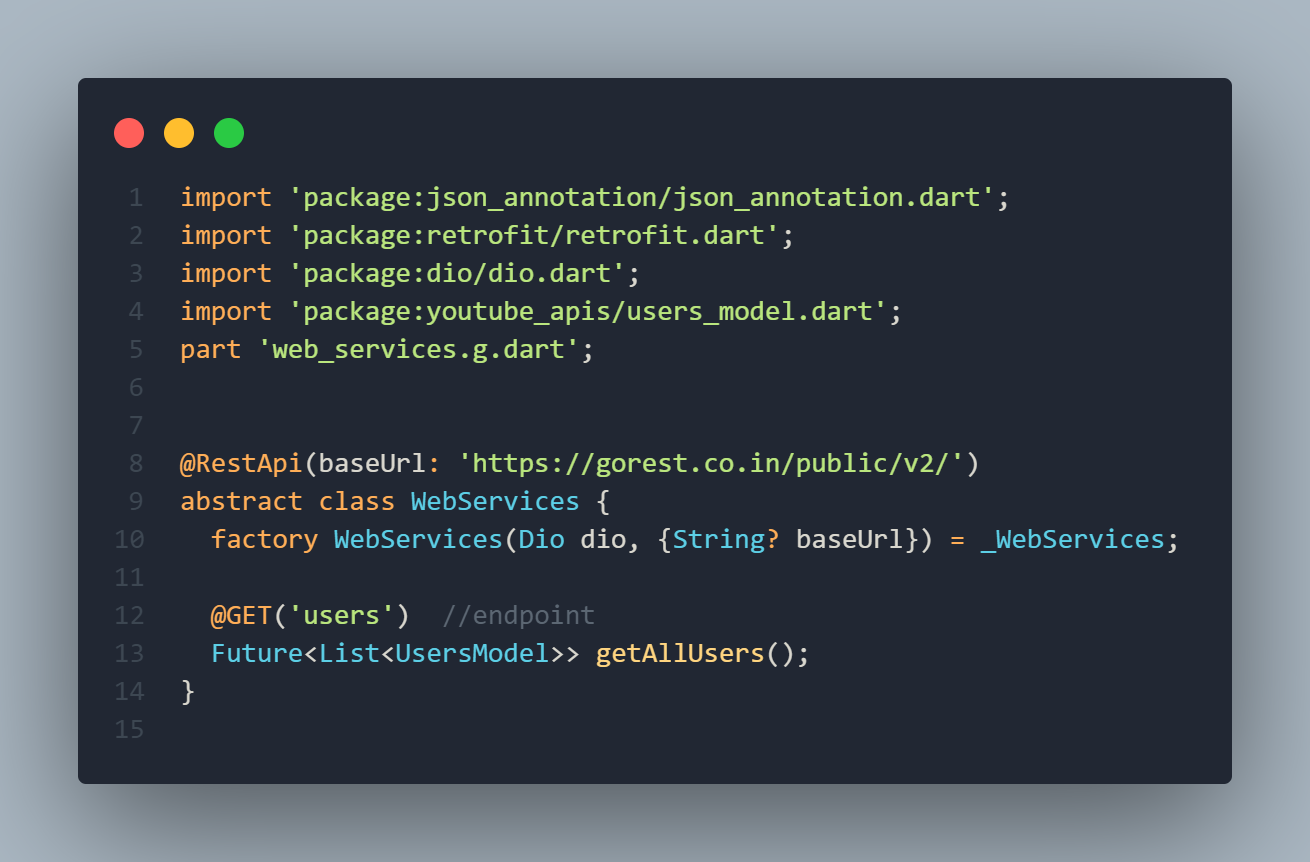 1 import 'package:json_annotation/json_annotation.dart';
2 import 'package:retrofit/retrofit.dart';
3 import 'package:dio/dio.dart';
4 import 'package:youtube_apis/users_model.dart';
5 part 'web_services.g.dart';
6
7
8 @RestApi(baseUrl: 'https://gorest.co.in/public/v2/')
9 abstract class WebServices {
10   factory WebServices(Dio dio, {String? baseUrl}) = _WebServices;
11
12   @GET('users')  //endpoint
13   Future<List<UsersModel>> getAllUsers();
14 }
15